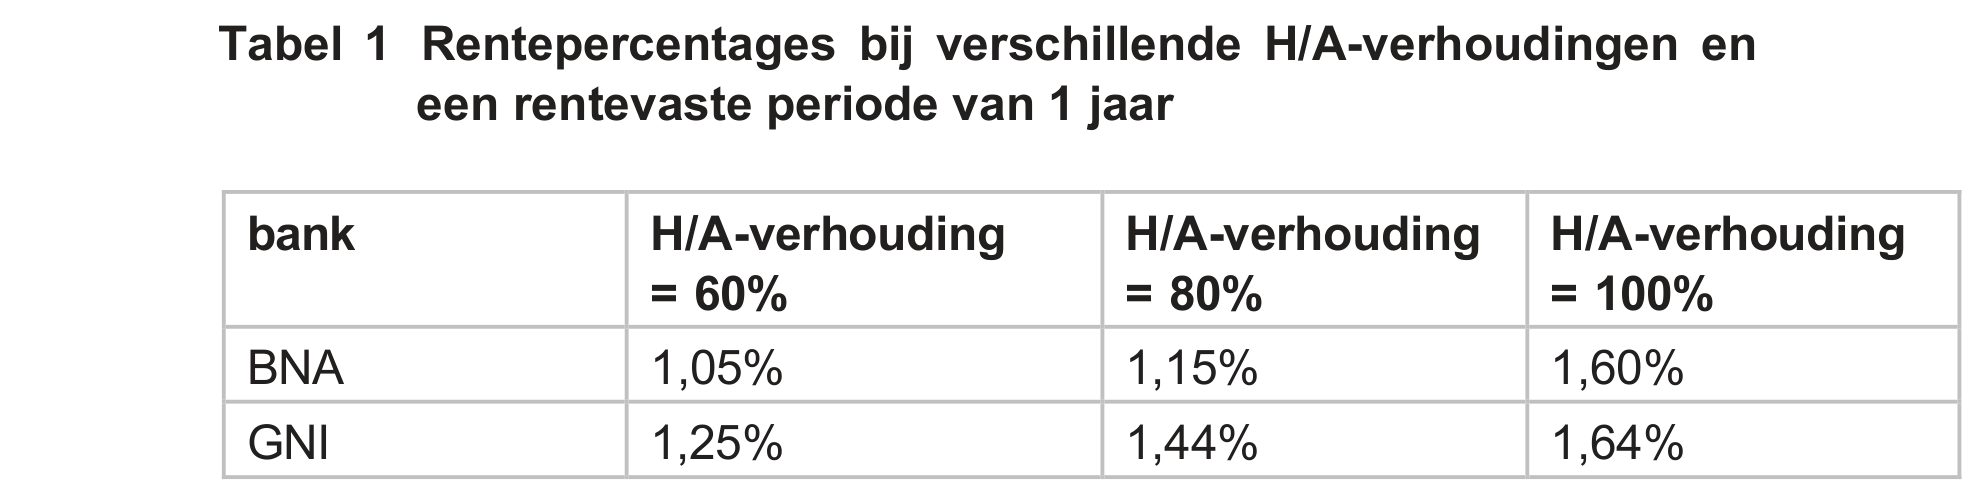 Tabel 1 Rentepercentages bij verschillende H/A-verhoudingen en
een rentevaste periode van 1 jaar
bank H/A-verhouding H/A-verhouding H/A-verhouding
= 60% = 80% = 100%
BNA 1,05% 1,15% 1,60%
GNI 1,25% 1,44% 1,64%